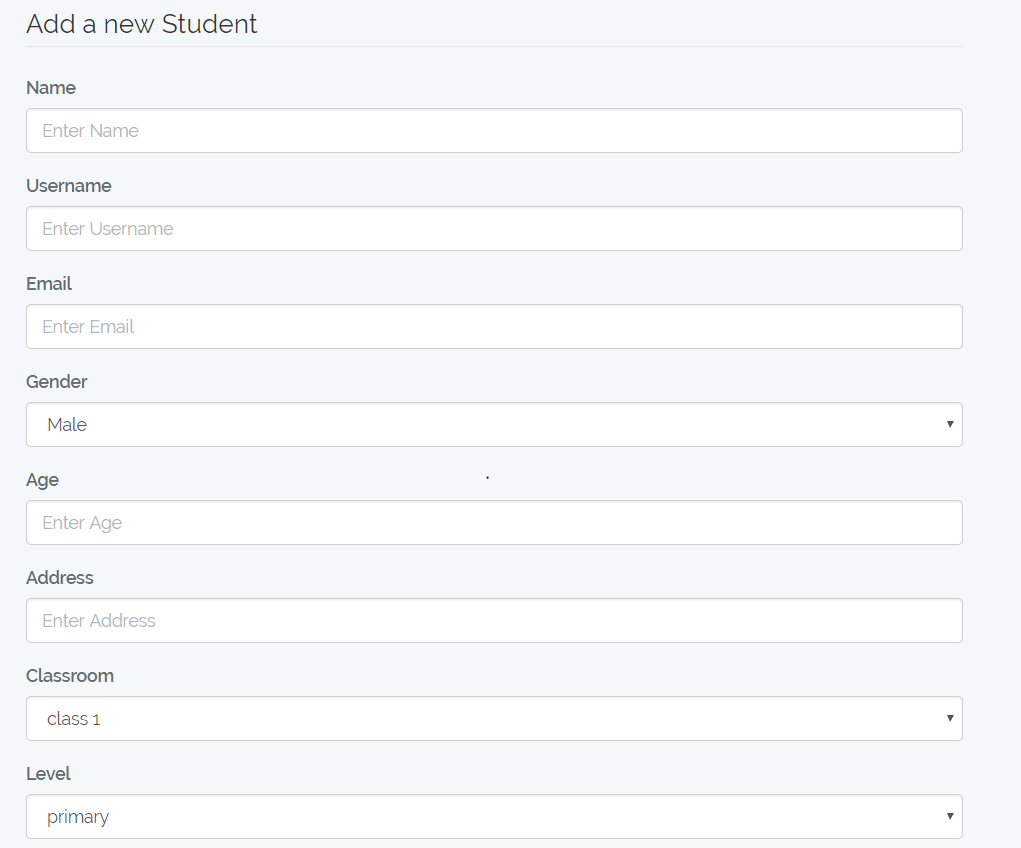 Add a new Student
Name
Enter Name
Username
Enter Username
Email
Enter Email
Gender
Male
Age
Enter Age
Address
Enter Address
Classroom
class 1
Level
primary